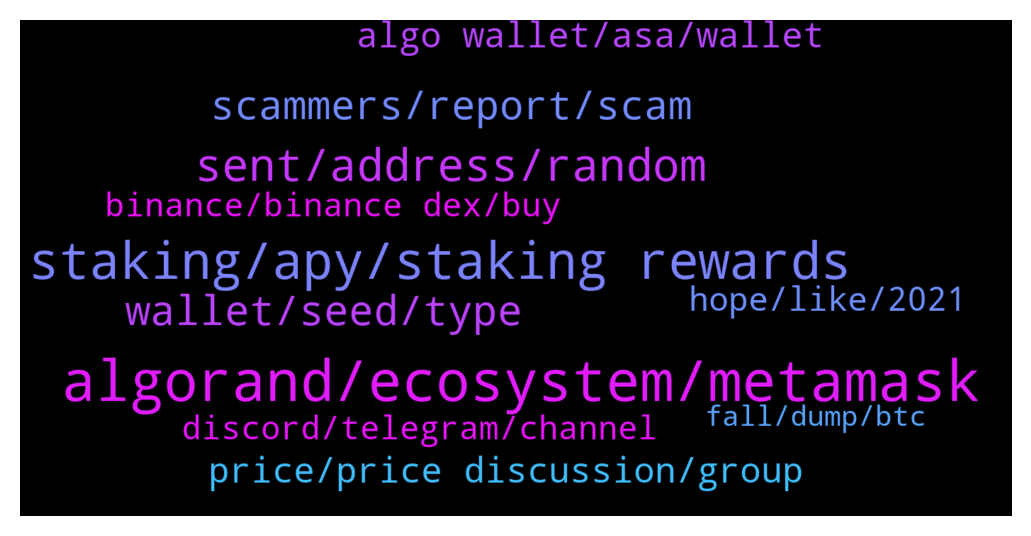 algo wallet/asa/wallet
scammers/report/scam
sent/address/random
binance/binance dex/buy
staking/apy/staking rewards
hope/like/2021
wallet/seed/type
algorand/ecosystem/metamask
fall/dump/btc
discord/telegram/channel
price/price discussion/group